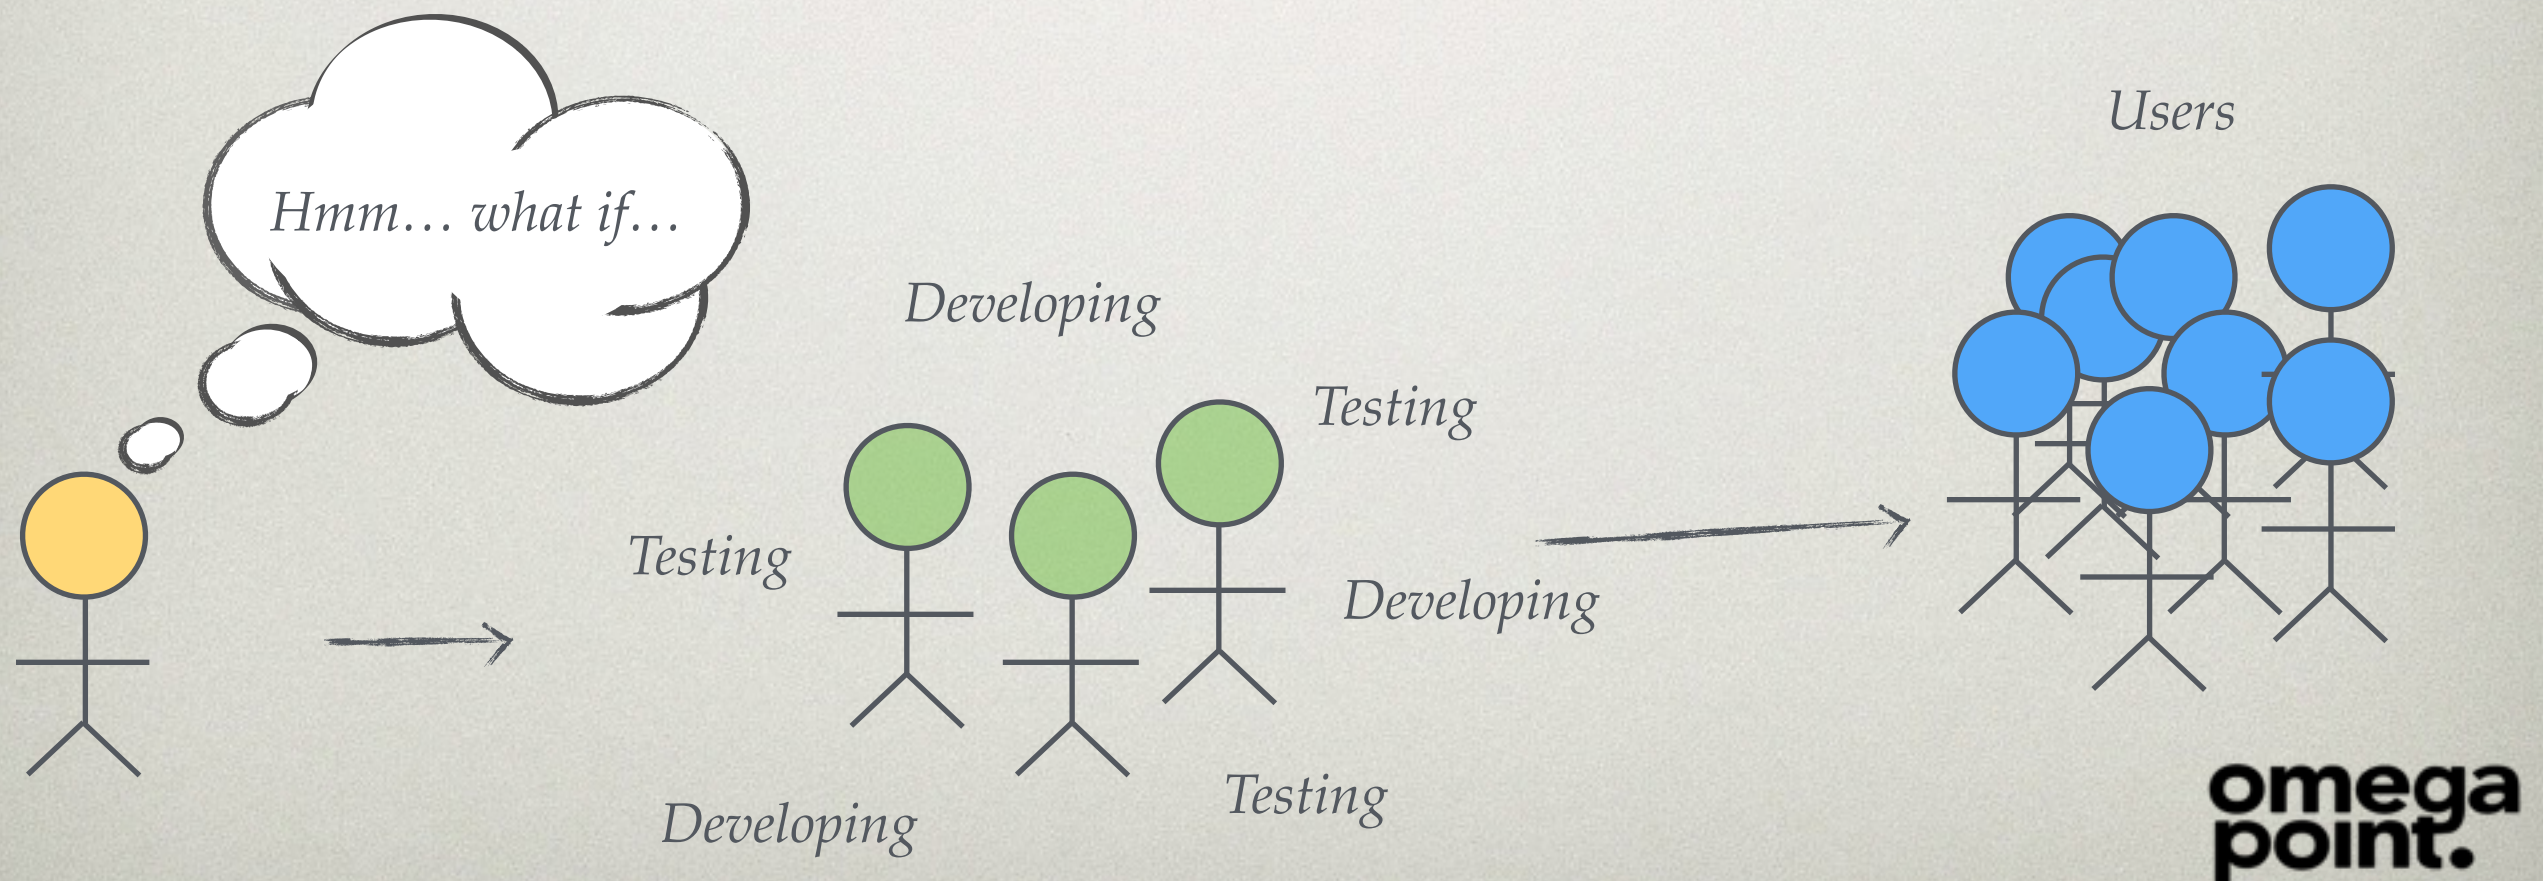 Hmm… what if…
Users
Developing
Testing
Testing
Developing
Testing
Developing
omega
point.